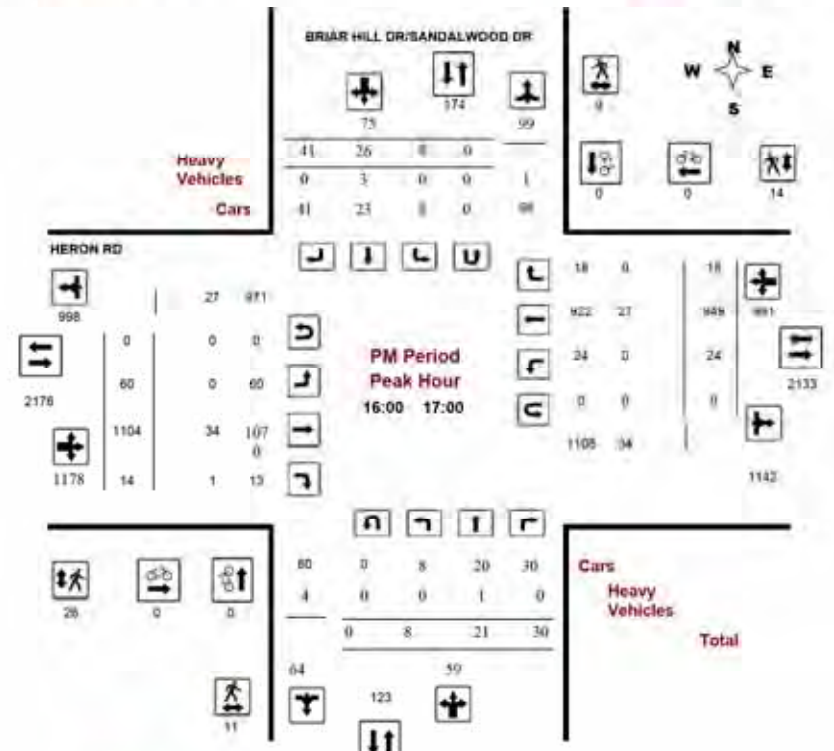 BRIAR HILL DR/SANDALWOOD DR
N
W E
S
75 174 99
41 26 8 0
Heavy
Vehicles 0 3 0 0 1
Cars 41 23 8 0 98
0
0 0 14
HERON RD
998
2176
1178
27 971
0 0 0
60 0 60
1104 34 107
0
14 1 13
PM Period
Peak Hour
16:00 17:00
18 0 18
922 27 949
24 0 24
0 0 0
1108 34
991
2133
1142
26 0 0
11
60 0 8 20 30 Cars
4 0 0 1 0 Heavy
Vehicles
0 8 21 30 Total
64 59
123